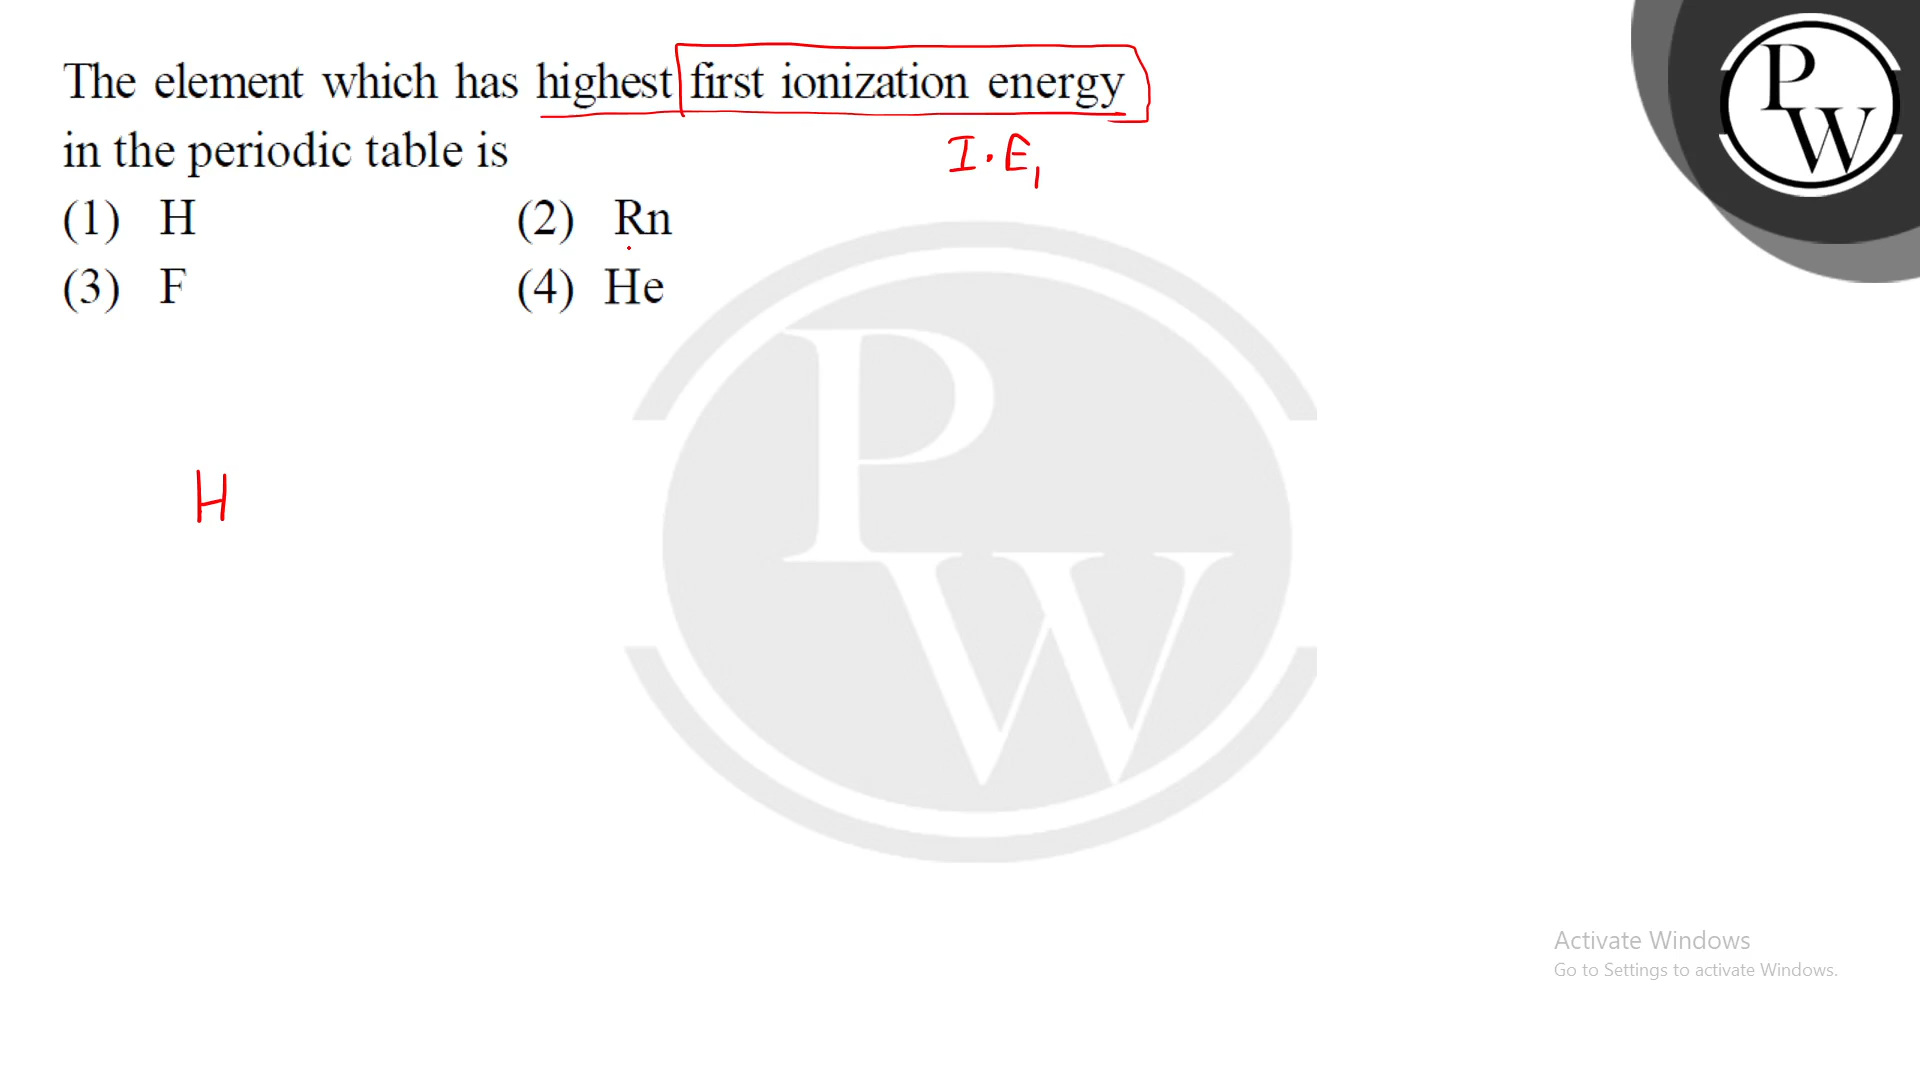 The element which has highest first ionization energy
in the periodic table is
I.E1
(1) H (2) Rn
(3) F (4) He
H
P
W
P
W
Activate Windows
Go to Settings to activate Windows.